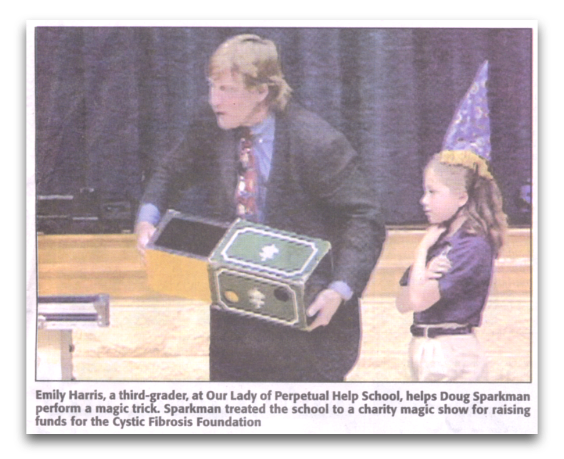 Emily Harris, a third-grader, at Our Lady of Perpetual Help School, helps Doug Sparkman
perform a magic trick. Sparkman treated the school to a charity magic show for raising
funds for the Cystic Fibrosis Foundation